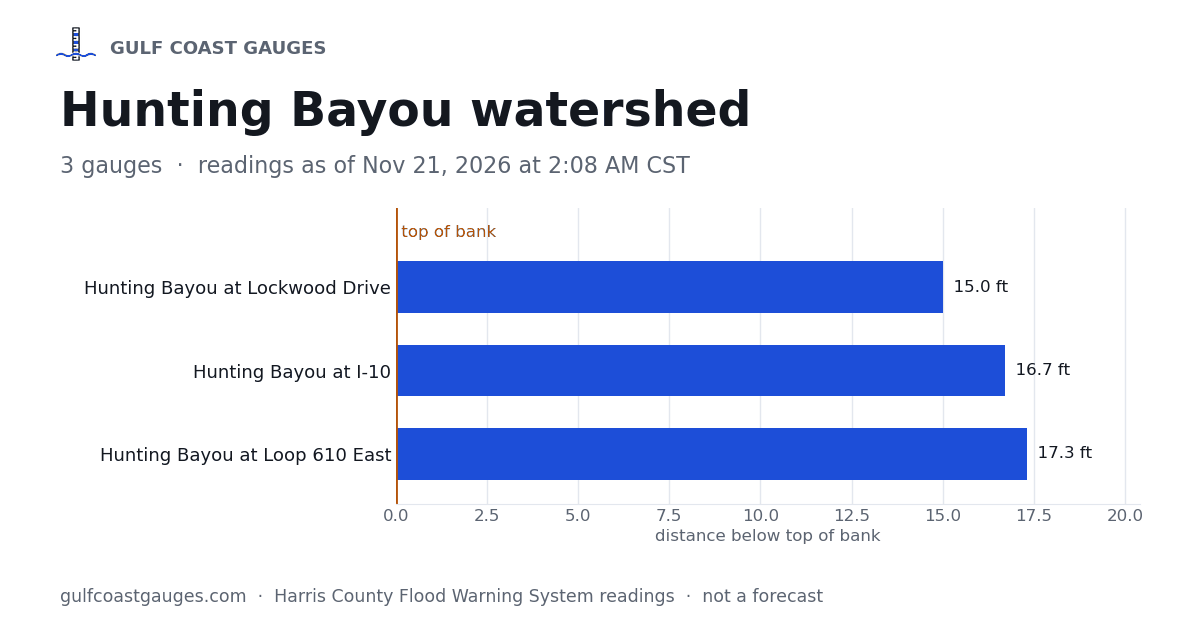 GULF COAST GAUGES
Hunting Bayou watershed
3 gauges · readings as of Nov 21, 2026 at 2:08 AM CST
top of bank
Hunting Bayou at Lockwood Drive 15.0 ft
Hunting Bayou at I-10 16.7 ft
Hunting Bayou at Loop 610 East 17.3 ft
0.0 2.5 5.0 7.5 10.0 12.5 15.0 17.5 20.0
distance below top of bank
gulfcoastgauges.com · Harris County Flood Warning System readings · not a forecast